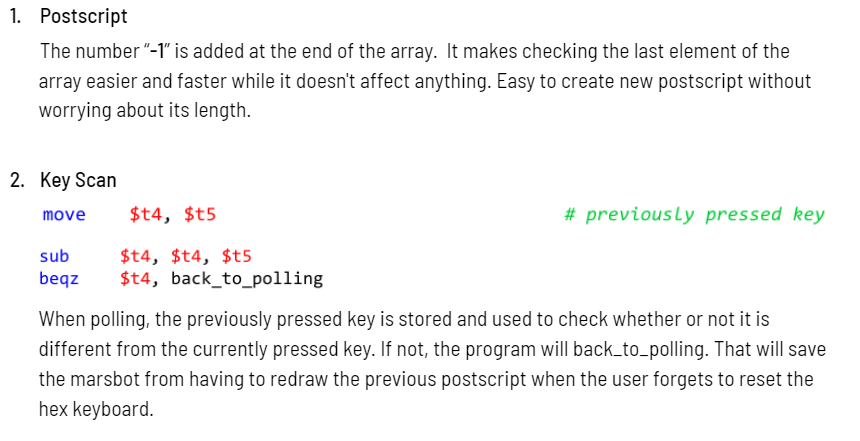 1. Postscript
The number “-1” is added at the end of the array. It makes checking the last element of the
array easier and faster while it doesn't affect anything. Easy to create new postscript without
worrying about its length.
2. Key Scan
move $t4, $t5 # previously pressed key
sub $t4, $t4, $t5
beqz $t4, back_to_polling
When polling, the previously pressed key is stored and used to check whether or not it is
different from the currently pressed key. If not, the program will back_to_polling. That will save
the marsbot from having to redraw the previous postscript when the user forgets to reset the
hex keyboard.